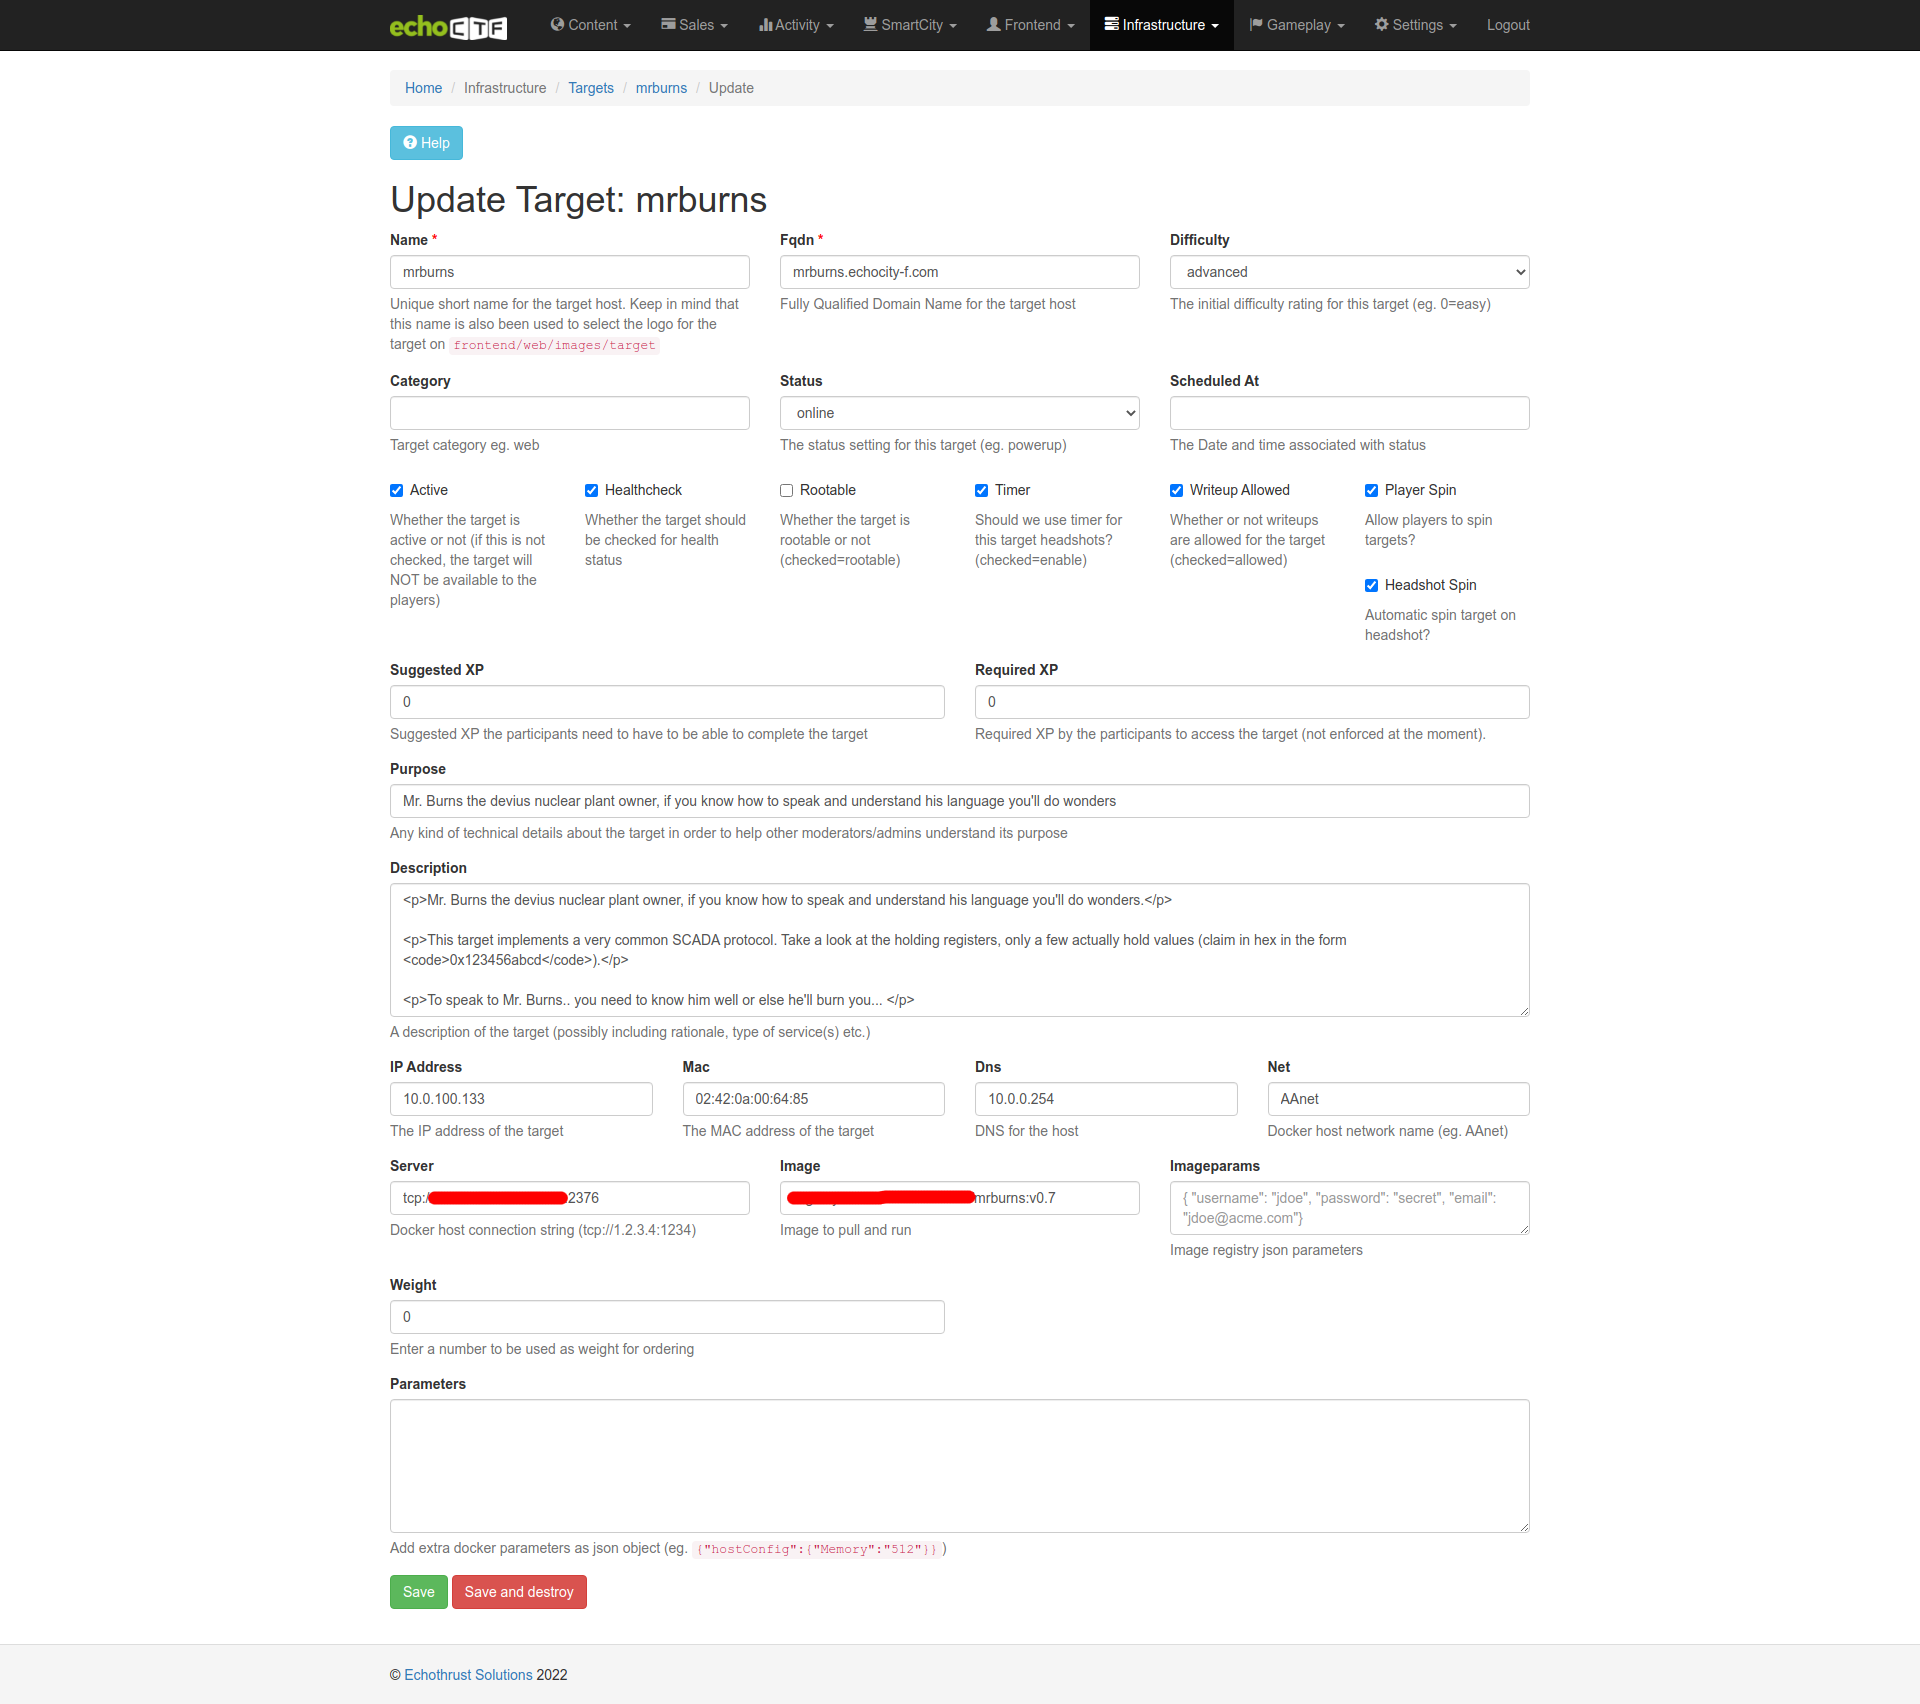 echoCTF Content Sales Activity SmartCity Frontend Infrastructure Gameplay Settings Logout
Home / Infrastructure / Targets / mrburns / Update
Help
Update Target: mrburns
Name * Fqdn * Difficulty
mrburns mrburns.echocity-f.com advanced
Unique short name for the target host. Keep in mind that
this name is also been used to select the logo for the
target on frontend/web/images/target
Fully Qualified Domain Name for the target host
The initial difficulty rating for this target (eg. 0=easy)
Category Status Scheduled At
online
Target category eg. web The status setting for this target (eg. powerup) The Date and time associated with status
Active
Whether the target is
active or not (if this is not
checked, the target will
NOT be available to the
players)
Healthcheck
Whether the target should
be checked for health
status
Rootable
Whether the target is
rootable or not
(checked=rootable)
Timer
Should we use timer for
this target headshots?
(checked=enable)
Writeup Allowed
Whether or not writeups
are allowed for the target
(checked=allowed)
Player Spin
Allow players to spin
targets?
Headshot Spin
Automatic spin target on
headshot?
Suggested XP Required XP
0 0
Suggested XP the participants need to have to be able to complete the target Required XP by the participants to access the target (not enforced at the moment).
Purpose
Mr. Burns the devius nuclear plant owner, if you know how to speak and understand his language you'll do wonders
Any kind of technical details about the target in order to help other moderators/admins understand its purpose
Description
<p>Mr. Burns the devius nuclear plant owner, if you know how to speak and understand his language you'll do wonders.</p>
<p>This target implements a very common SCADA protocol. Take a look at the holding registers, only a few actually hold values (claim in hex in the form
<code>0x123456abcd</code>).</p>
<p>To speak to Mr. Burns.. you need to know him well or else he'll burn you... </p>
A description of the target (possibly including rationale, type of service(s) etc.)
IP Address Mac Dns Net
10.0.100.133 02:42:0a:00:64:85 10.0.0.254 AAnet
The IP address of the target The MAC address of the target DNS for the host Docker host network name (eg. AAnet)
Server Image Imageparams
tcp:/ 2376 mrburns:v0.7
{ "username": "jdoe", "password": "secret", "email":
"jdoe@acme.com"}
Docker host connection string (tcp://1.2.3.4:1234) Image to pull and run
Image registry json parameters
Weight
0
Enter a number to be used as weight for ordering
Parameters
Add extra docker parameters as json object (eg. {"hostConfig":{"Memory":"512"}} )
Save Save and destroy
© Echothrust Solutions 2022